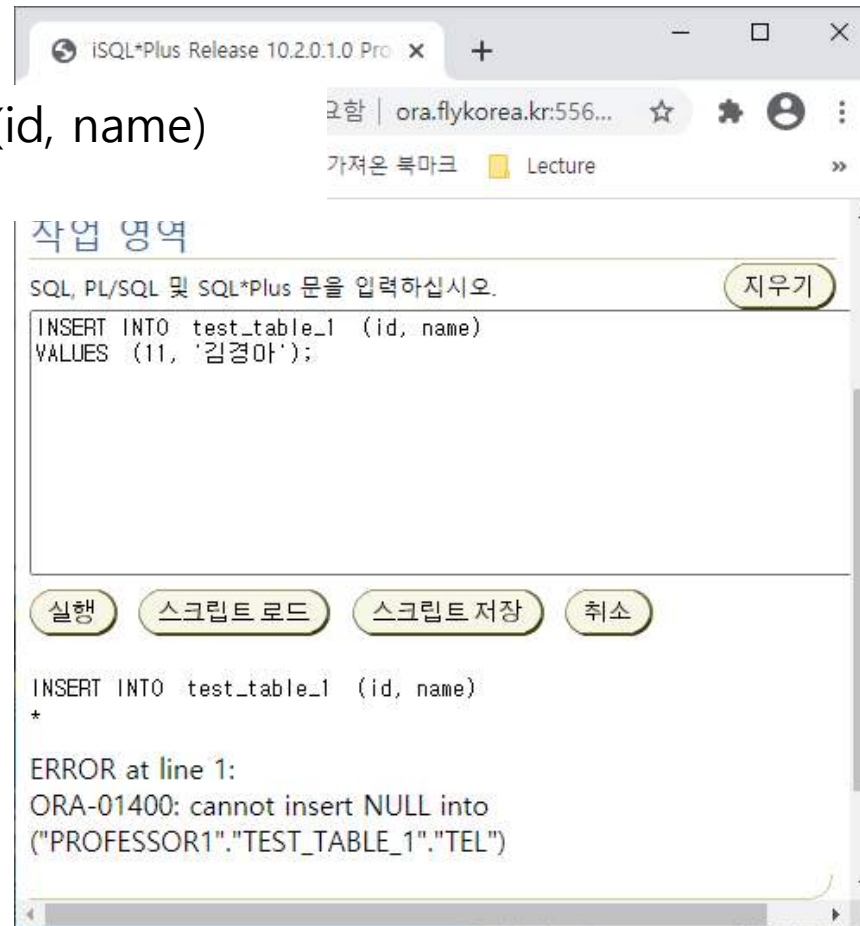 iSQL*Plus Release 10.2.0.1.0 Pro
(id, name)
요함 | ora.flykorea.kr:556...
가져온 북마크 Lecture
작업 영역
SQL, PL/SQL 및 SQL*Plus 문을 입력하십시오. 지우기
INSERT INTO test_table_1 (id, name)
VALUES (11, '김경아');
실행 스크립트 로드 스크립트 저장 취소
INSERT INTO test_table_1 (id, name)
*
ERROR at line 1:
ORA-01400: cannot insert NULL into
("PROFESSOR1"."TEST_TABLE_1"."TEL")